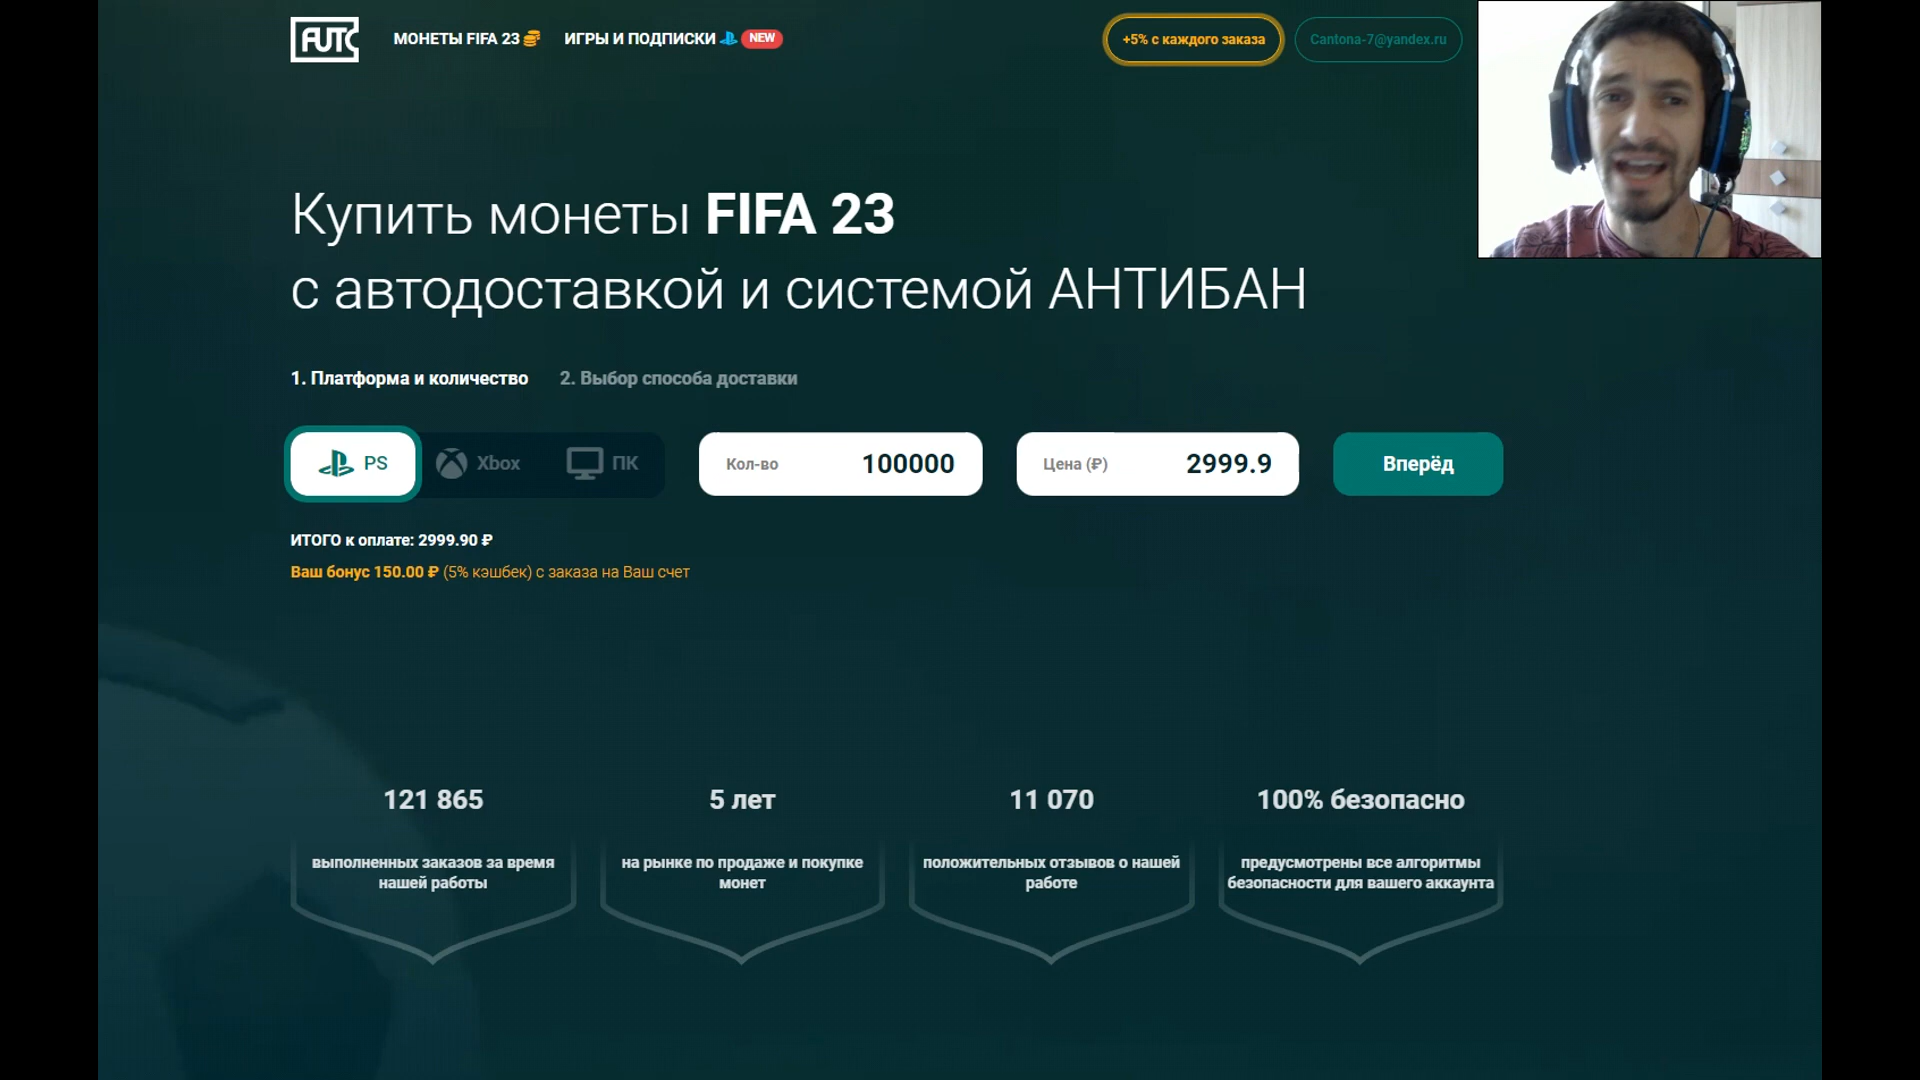 FUTC
МОНЕТЫ FIFA 23
ИГРЫ И ПОДПИСКИ NEW
+5% с каждого заказа
Cantona-7@yandex.ru
Купить монеты FIFA 23
с автодоставкой и системой АНТИБАН
1. Платформа и количество
2. Выбор способа доставки
PS
Xbox
ПК
Кол-во 100000
Цена (₽) 2999.9
Вперёд
ИТОГО к оплате: 2999.90 ₽
Ваш бонус 150.00 ₽ (5% кэшбек) с заказа на Ваш счет
121 865
выполненных заказов за время
нашей работы
5 лет
на рынке по продаже и покупке
монет
11 070
положительных отзывов о нашей
работе
100% безопасно
предусмотрены все алгоритмы
безопасности для вашего аккаунта